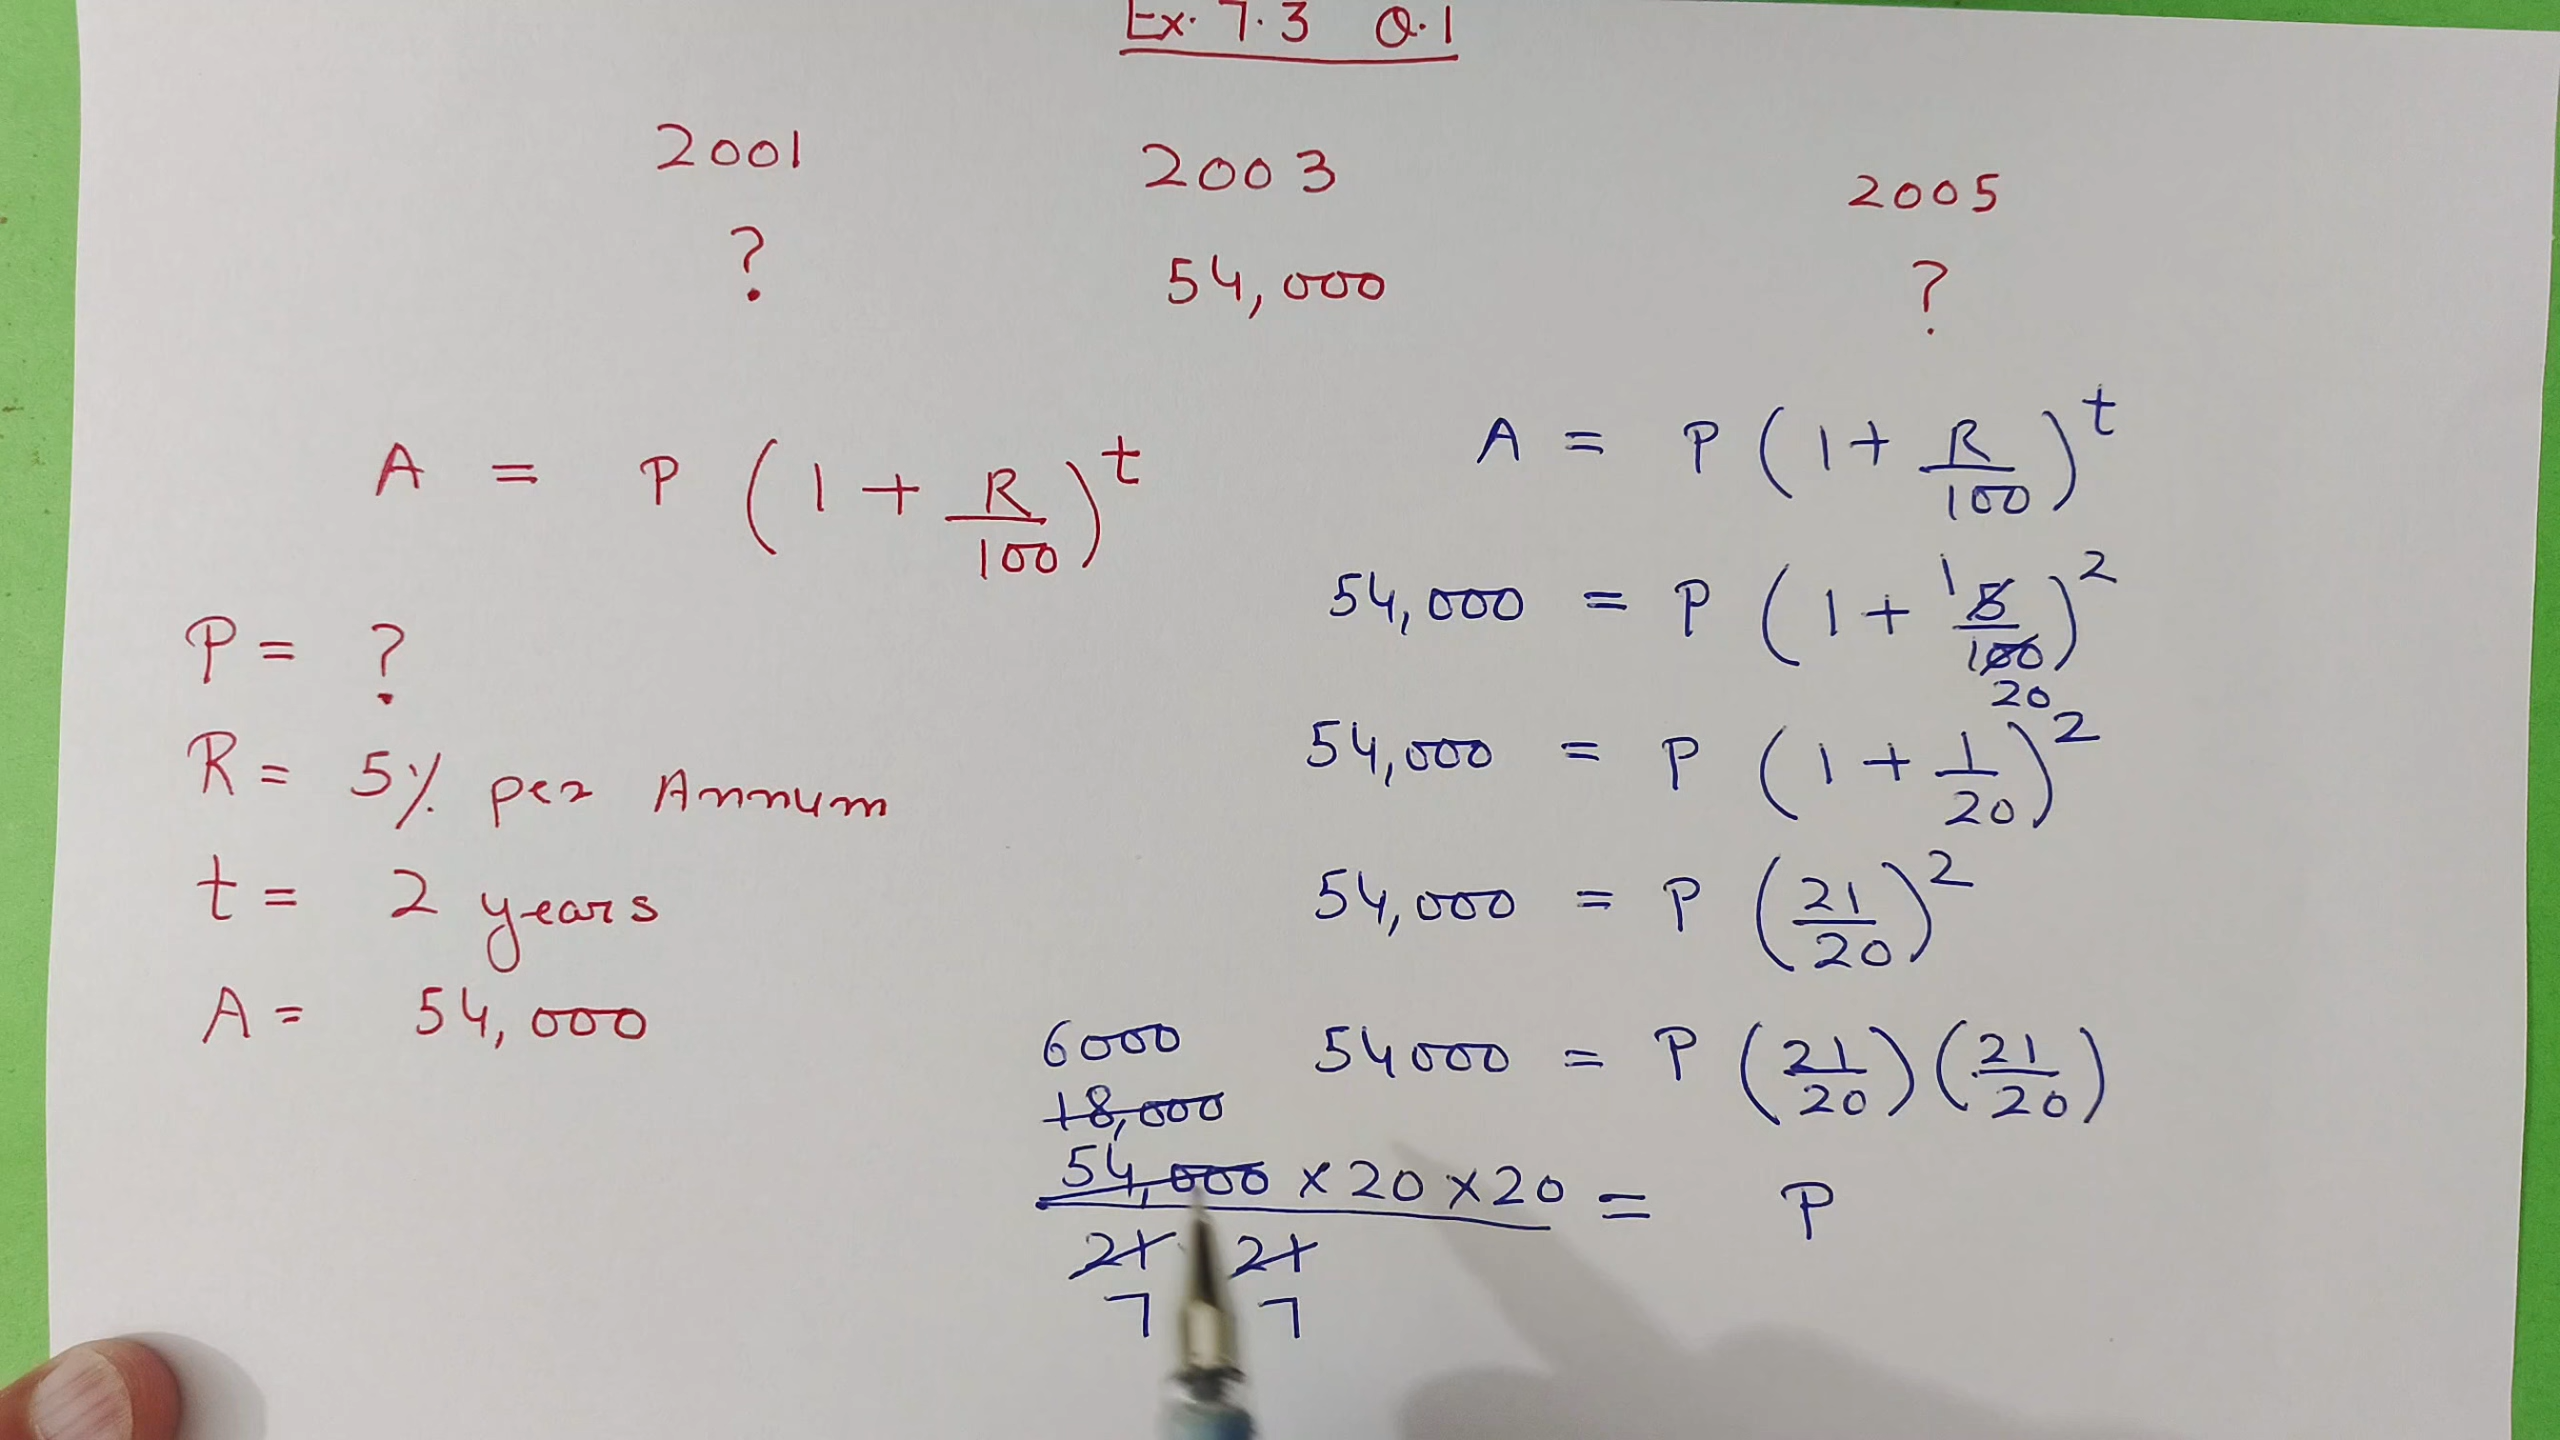 Ex. 7.3 Q.1
2001 2003 2005
? 54,000 ?
A = P (1 + R/100)^t
P = ?
R = 5% per Annum
t = 2 years
A = 54,000
A = P (1 + R/100)^t
54,000 = P (1 + 1 5/100 20)^2
54,000 = P (1 + 1/20)^2
54,000 = P (21/20)^2
54000 = P (21/20) (21/20)
6000
18,000
54,000 × 20 × 20 = P
21 21
7 7